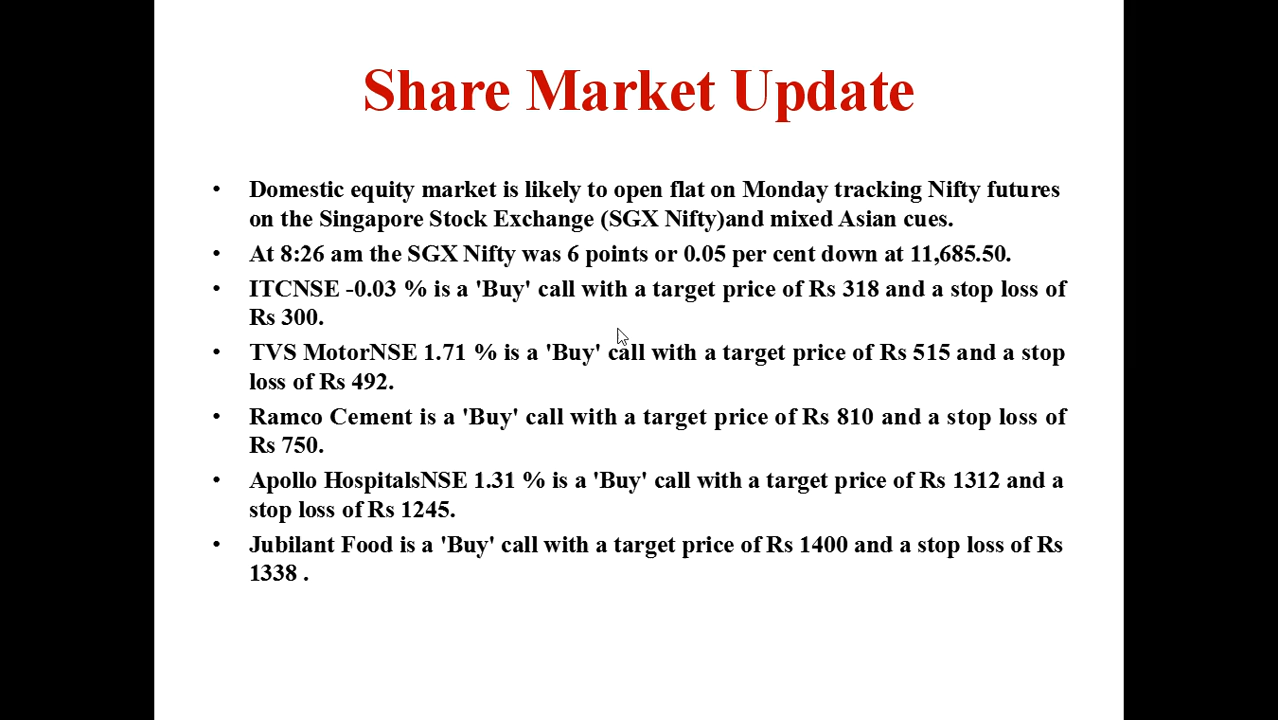 Share Market Update
• Domestic equity market is likely to open flat on Monday tracking Nifty futures
on the Singapore Stock Exchange (SGX Nifty)and mixed Asian cues.
• At 8:26 am the SGX Nifty was 6 points or 0.05 per cent down at 11,685.50.
• ITCNSE -0.03 % is a 'Buy' call with a target price of Rs 318 and a stop loss of
Rs 300.
• TVS MotorNSE 1.71 % is a 'Buy' call with a target price of Rs 515 and a stop
loss of Rs 492.
• Ramco Cement is a 'Buy' call with a target price of Rs 810 and a stop loss of
Rs 750.
• Apollo HospitalsNSE 1.31 % is a 'Buy' call with a target price of Rs 1312 and a
stop loss of Rs 1245.
• Jubilant Food is a 'Buy' call with a target price of Rs 1400 and a stop loss of Rs
1338 .